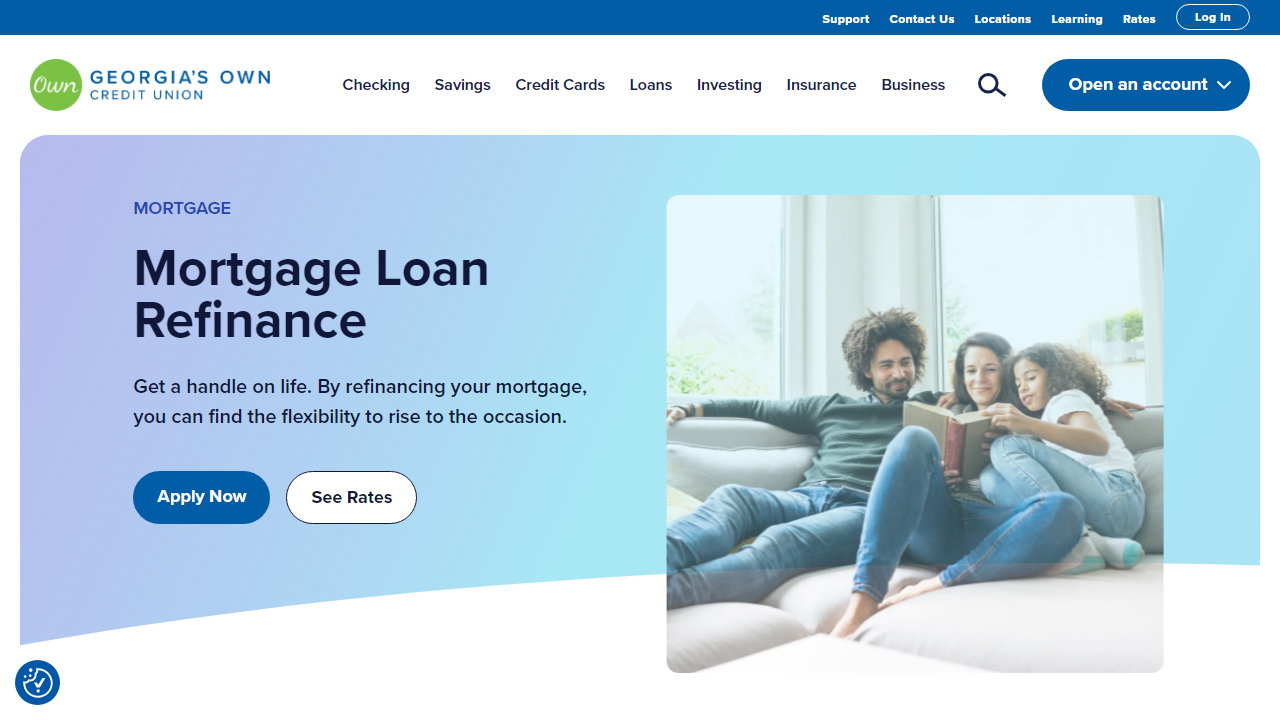 Support Contact Us Locations Learning Rates Log In
Own GEORGIA'S OWN
CREDIT UNION
Checking Savings Credit Cards Loans Investing Insurance Business Open an account
MORTGAGE
Mortgage Loan
Refinance
Get a handle on life. By refinancing your mortgage,
you can find the flexibility to rise to the occasion.
Apply Now See Rates